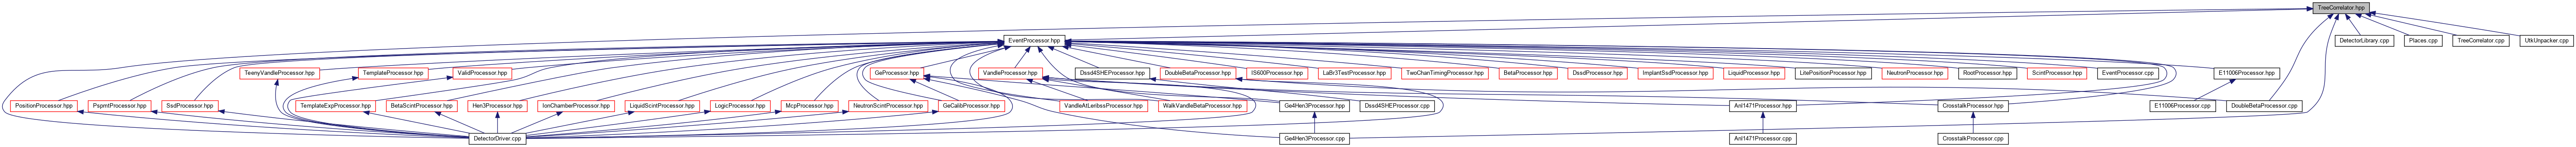 TreeCorrelator.hpp
EventProcessor.hpp
DetectorLibrary.cpp
Places.cpp
TreeCorrelator.cpp
UtkUnpacker.cpp
TeenyVandleProcessor.hpp
TemplateProcessor.hpp
ValidProcessor.hpp
GeProcessor.hpp
VandleProcessor.hpp
Dssd4SHEProcessor.hpp
DoubleBetaProcessor.hpp
IS600Processor.hpp
LaBr3TestProcessor.hpp
TwoChanTimingProcessor.hpp
BetaProcessor.hpp
DssdProcessor.hpp
ImplantSsdProcessor.hpp
LiquidProcessor.hpp
LitePositionProcessor.hpp
NeutronProcessor.hpp
RootProcessor.hpp
ScintProcessor.hpp
EventProcessor.cpp
E11006Processor.hpp
PositionProcessor.hpp
PspmtProcessor.hpp
SsdProcessor.hpp
TemplateExpProcessor.hpp
BetaScintProcessor.hpp
Hen3Processor.hpp
IonChamberProcessor.hpp
LiquidScintProcessor.hpp
LogicProcessor.hpp
McpProcessor.hpp
NeutronScintProcessor.hpp
GeCalibProcessor.hpp
VandleAtLeribssProcessor.hpp
WalkVandleBetaProcessor.hpp
Ge4Hen3Processor.hpp
Dssd4SHEProcessor.cpp
Anl1471Processor.hpp
CrosstalkProcessor.hpp
E11006Processor.cpp
DoubleBetaProcessor.cpp
DetectorDriver.cpp
Ge4Hen3Processor.cpp
Anl1471Processor.cpp
CrosstalkProcessor.cpp